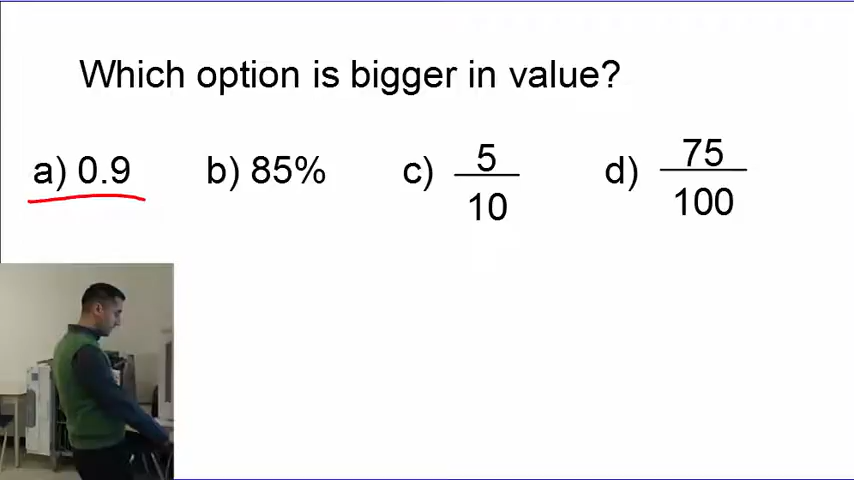 Which option is bigger in value?
a) 0.9 b) 85% c) 5/10 d) 75/100